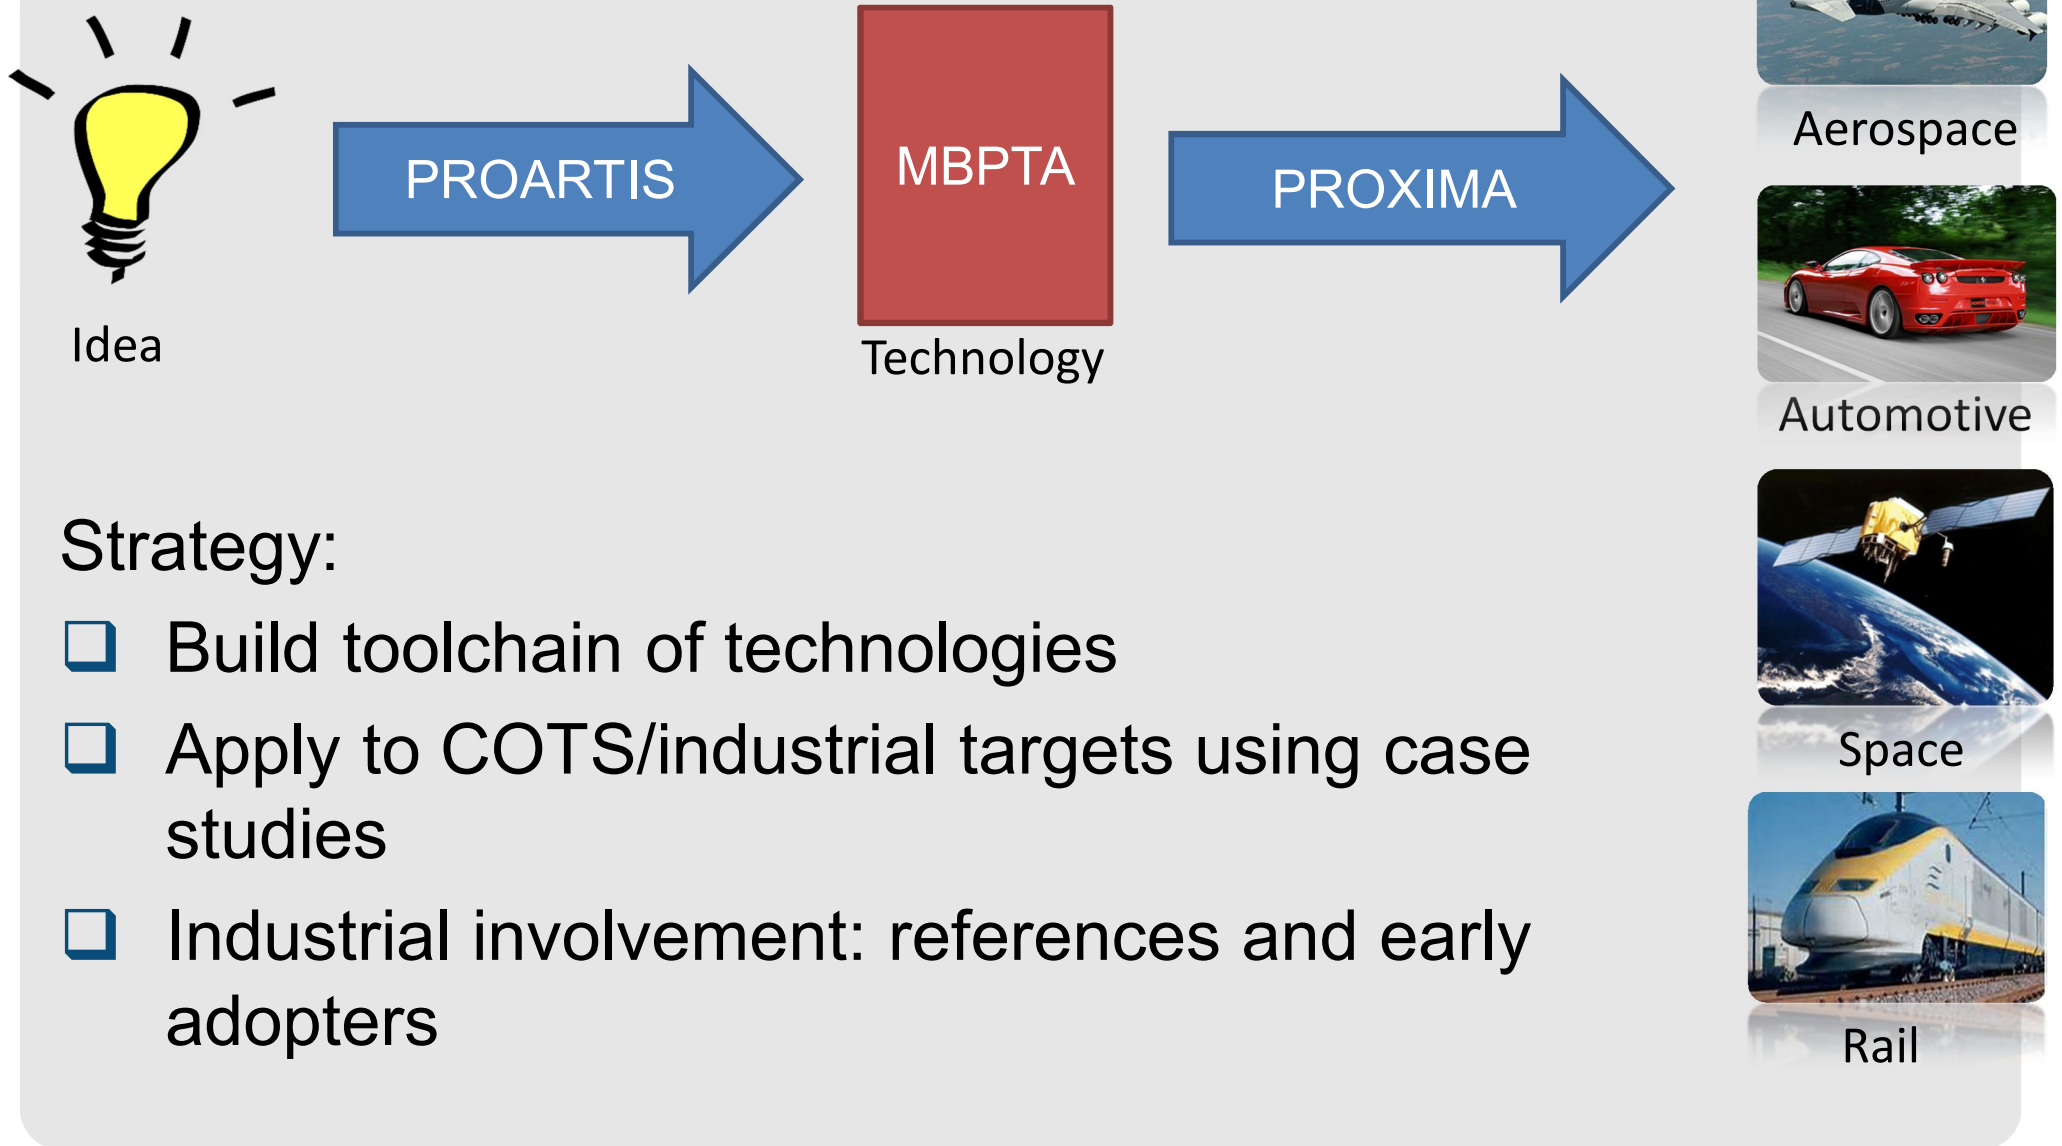 PROARTIS
MBPTA
PROXIMA
Idea
Technology
Aerospace
Automotive
Space
Rail
Strategy:
Build toolchain of technologies
Apply to COTS/industrial targets using case
studies
Industrial involvement: references and early
adopters